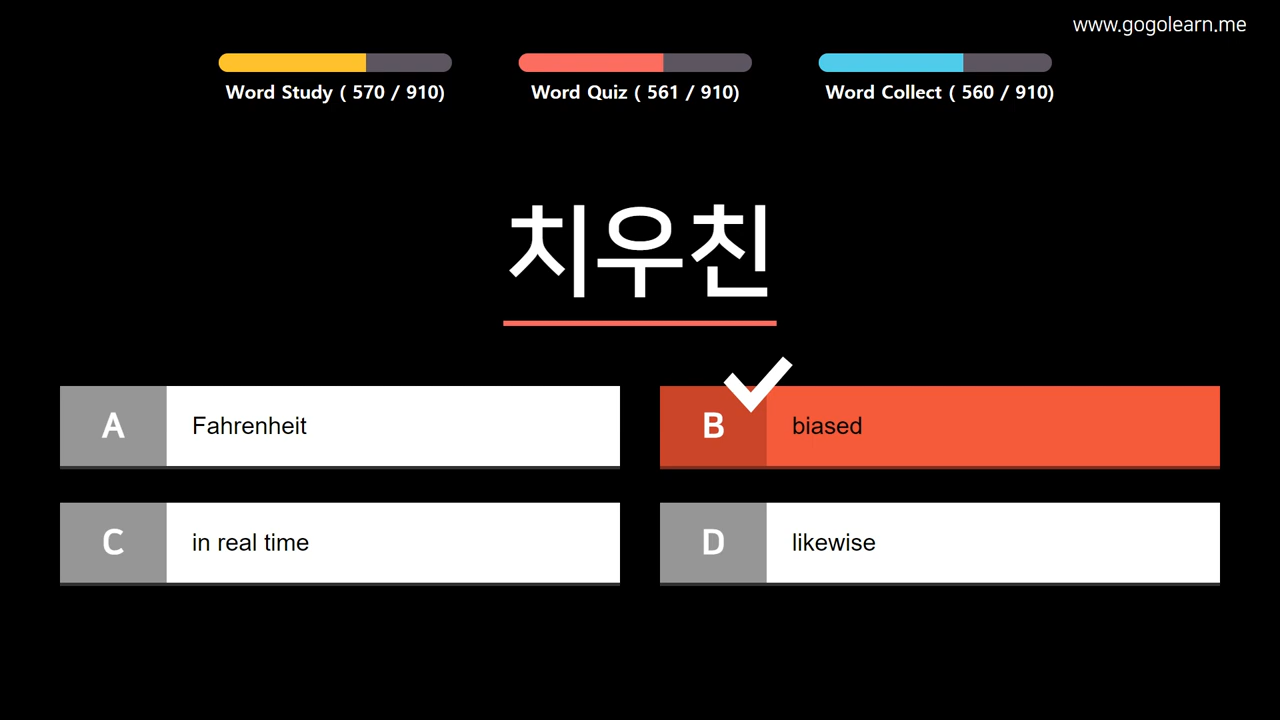 www.gogolearn.me
Word Study ( 570 / 910)
Word Quiz ( 561 / 910)
Word Collect ( 560 / 910)
치우친
A
Fahrenheit
B
biased
C
in real time
D
likewise